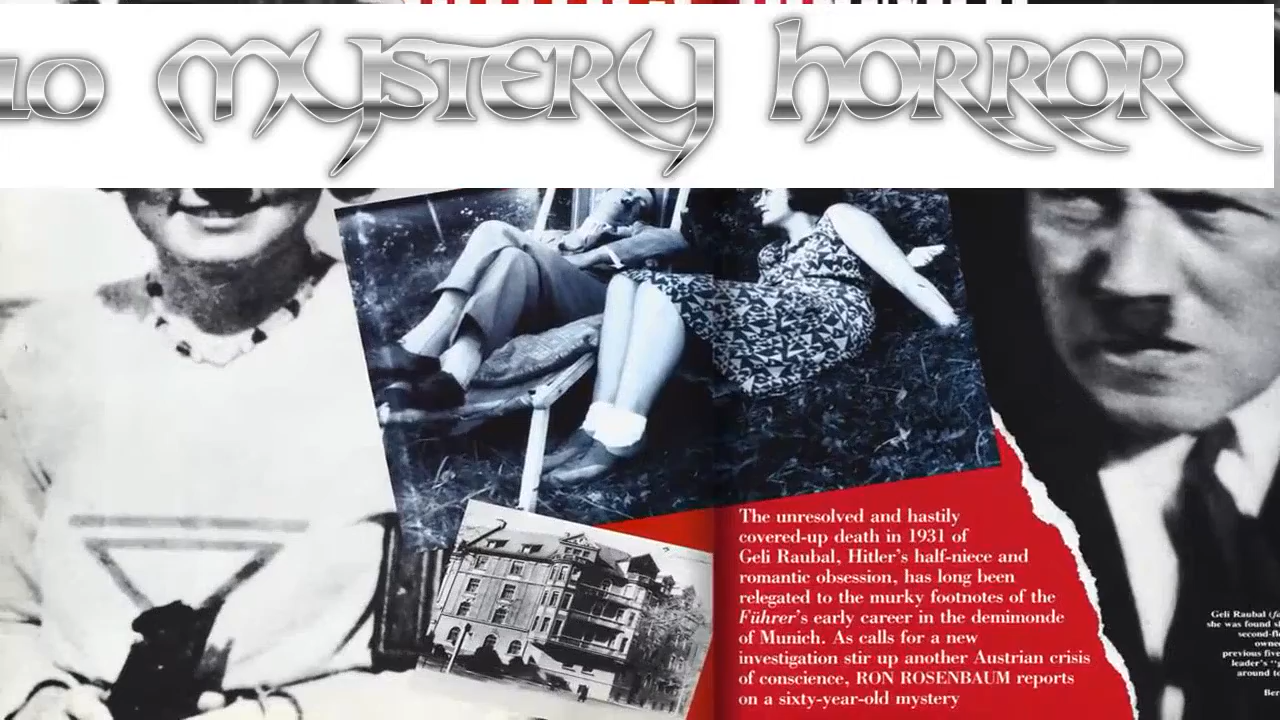 10 MYSTERY HORROR
The unresolved and hastily
covered-up death in 1931 of
Geli Raubal, Hitler's half-niece and
romantic obsession, has long been
relegated to the murky footnotes of the
Führer's early career in the demimonde
of Munich. As calls for a new
investigation stir up another Austrian crisis
of conscience, RON ROSENBAUM reports
on a sixty-year-old mystery
Geli Raubal
she was found
second-
owne
previous five
leader's
around to
Ber